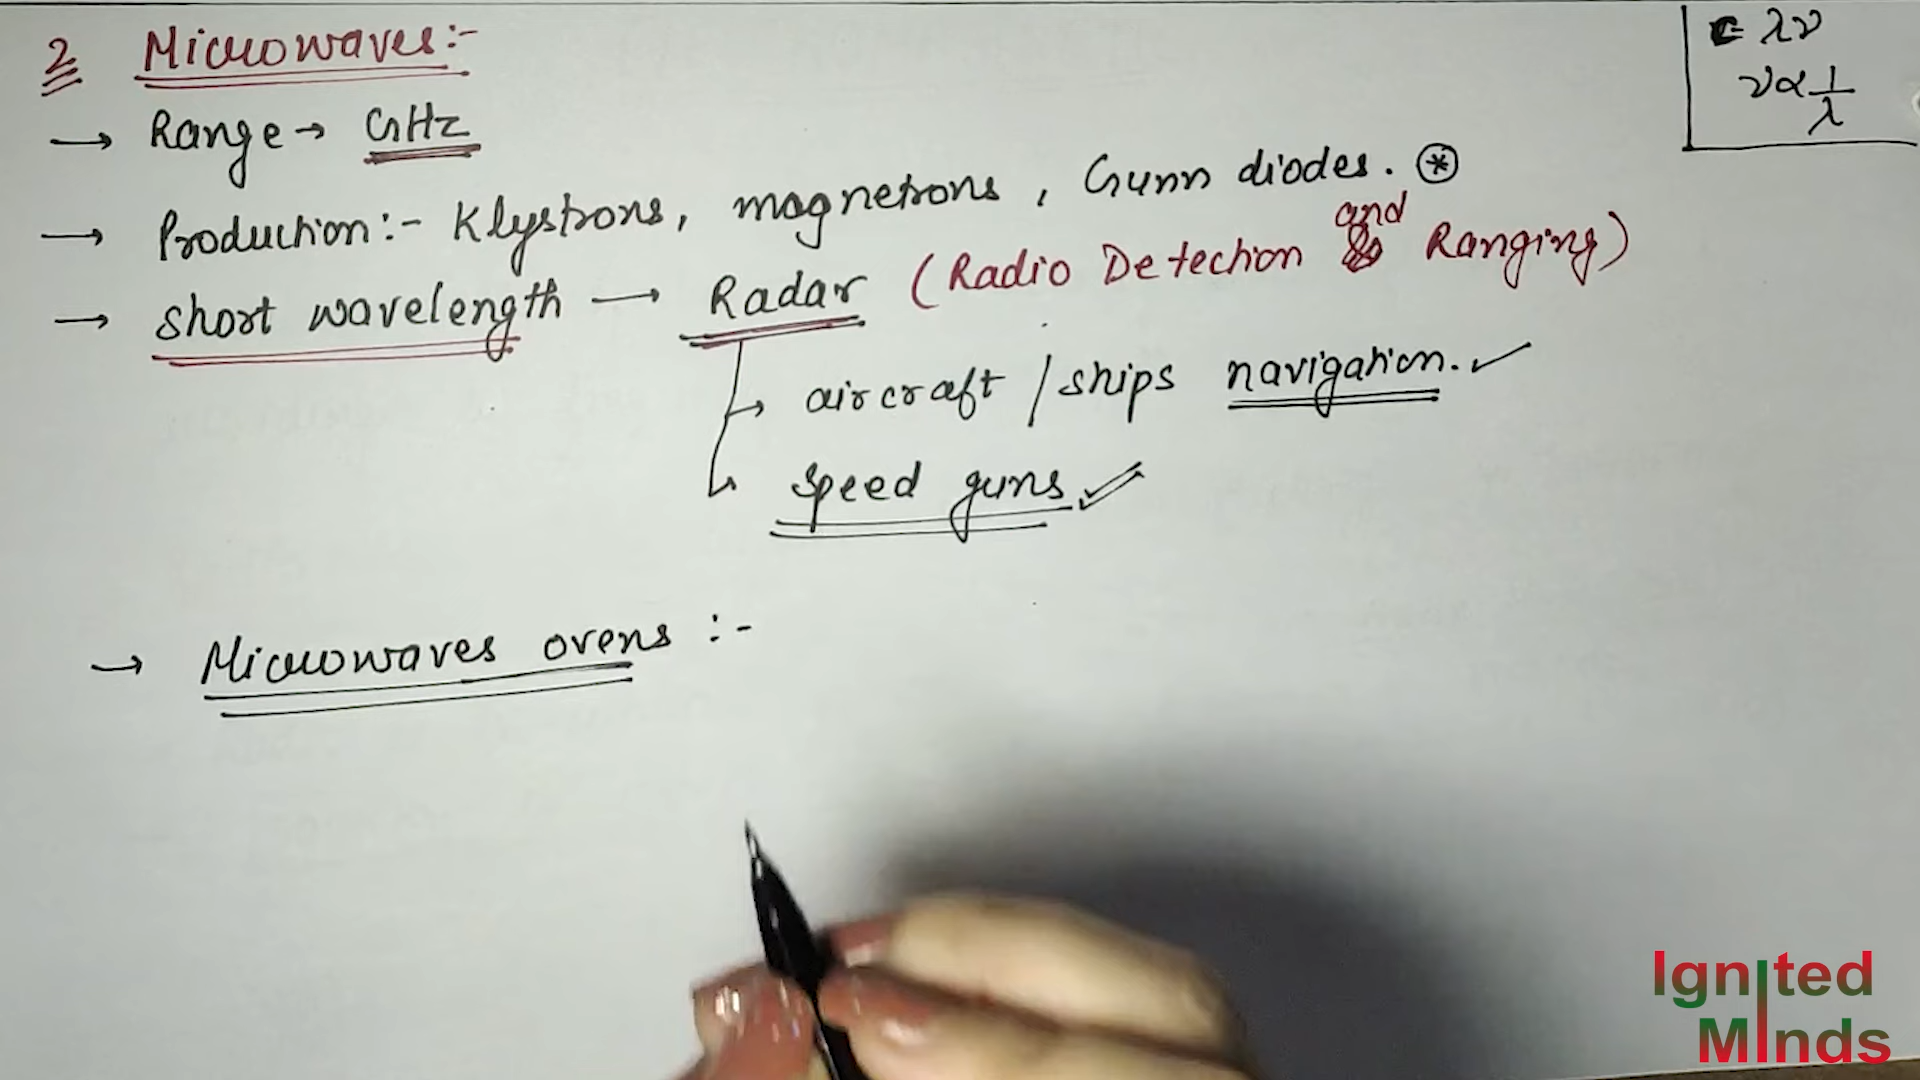 2 Microwaves:-
→ Range → GHz
→ Production:- Klystrons, magnetrons, Gunn diodes. *
→ short wavelength → Radar (Radio Detection and Ranging)
→ aircraft / ships navigation. ✓
→ speed guns ✓
→ Microwaves ovens :-
c= λν
ν ∝ 1/λ
Ignited
Minds